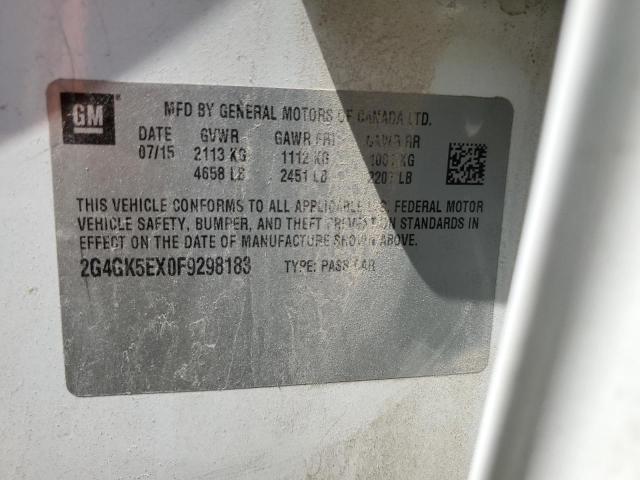 GM
MFD BY GENERAL MOTORS OF CANADA LTD.
DATE GVWR GAWR FRT GAWR RR
07/15 2113 KG 1112 KG KG
4658 LB 2451 LB LB
THIS VEHICLE CONFORMS TO ALL APPLICABLE U.S. FEDERAL MOTOR
VEHICLE SAFETY, BUMPER, AND THEFT PREVENTION STANDARDS IN
EFFECT ON THE DATE OF MANUFACTURE SHOWN ABOVE.
2G4GK5EX0F9298183 TYPE: PASS CAR